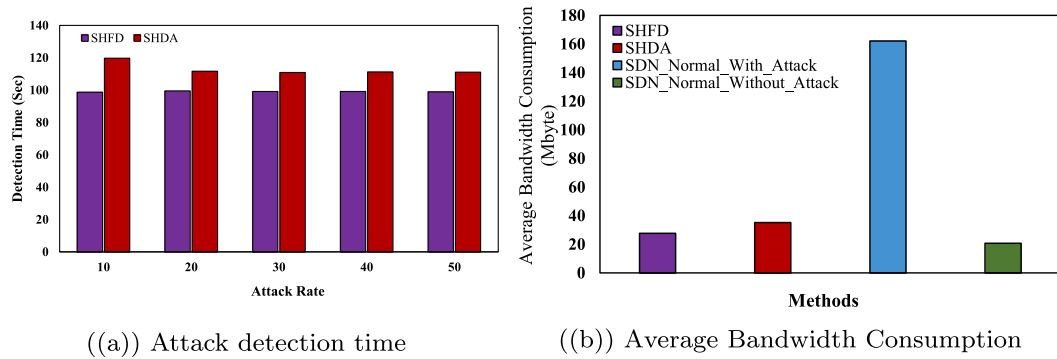 140
120
100
80
60
40
20
0
Detection Time (Sec)
SHFD SHDA
10 20 30 40 50
Attack Rate
((a)) Attack detection time
180
160
140
120
100
80
60
40
20
0
Average Bandwidth Consumption
(Mbyte)
SHFD
SHDA
SDN_Normal_With_Attack
SDN_Normal_Without_Attack
Methods
((b)) Average Bandwidth Consumption